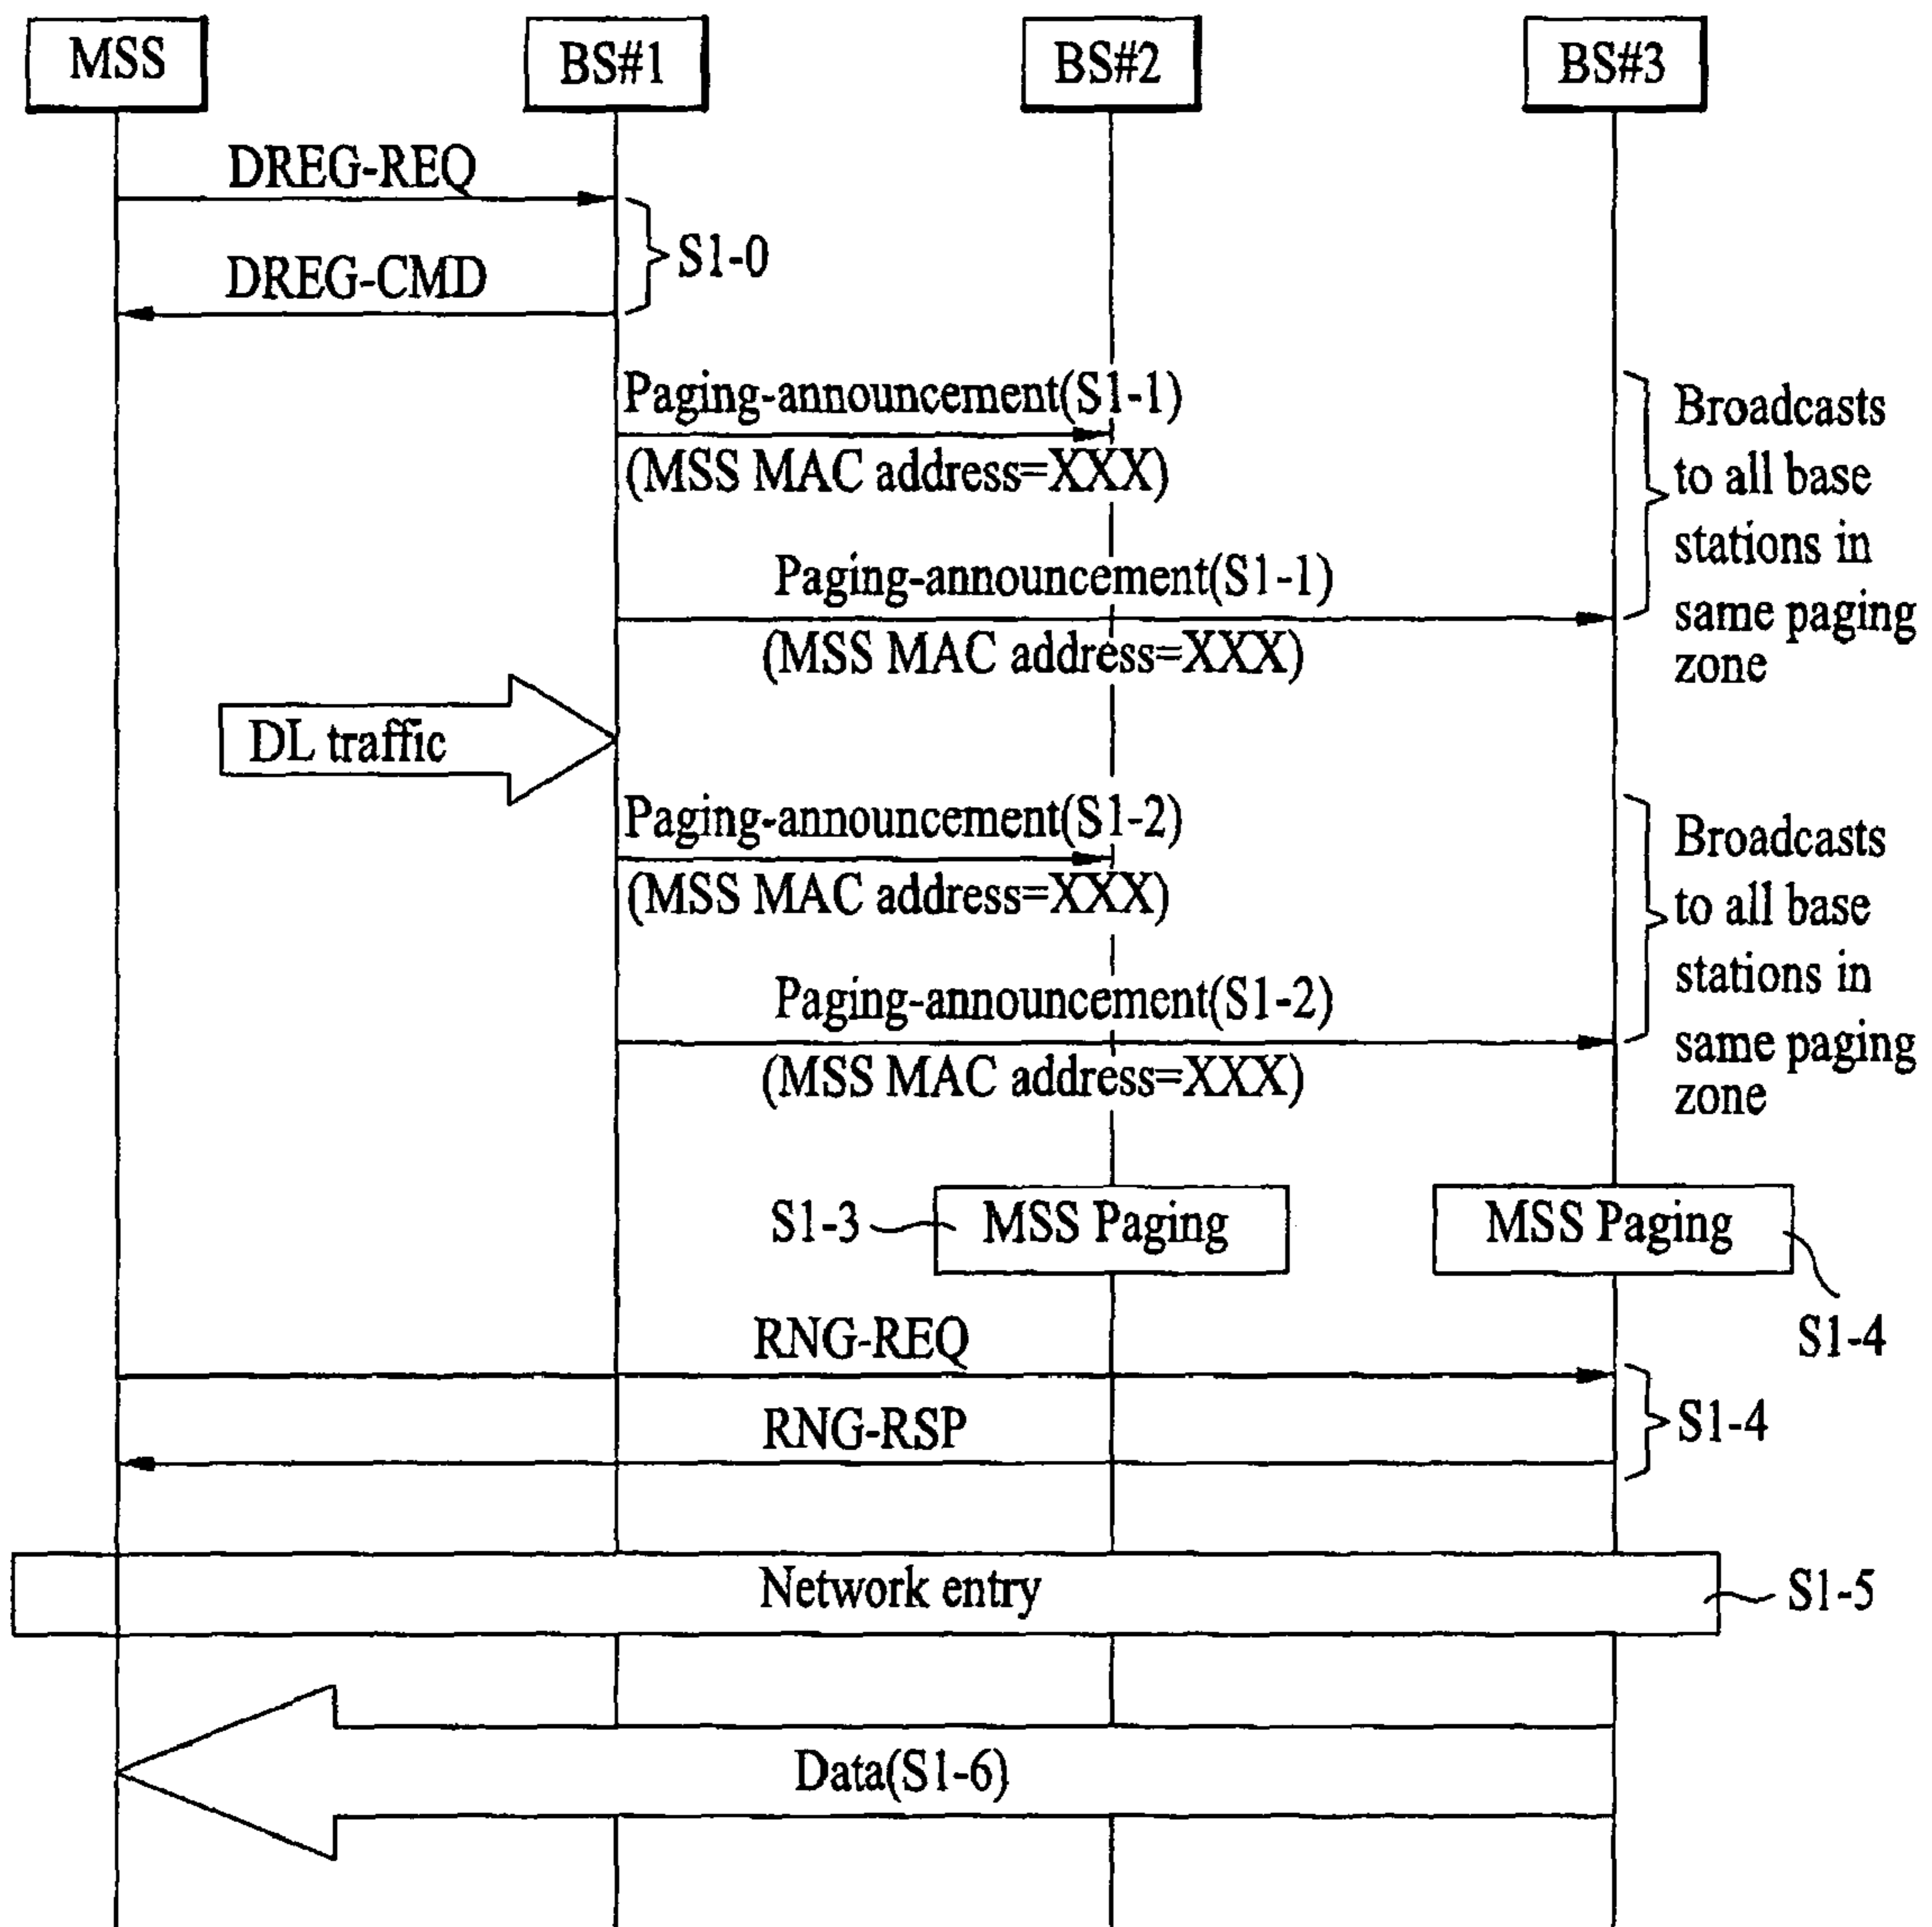 MSS
BS#1
BS#2
BS#3
DREG-REQ
DREG-CMD
S1-0
Paging-announcement(S1-1)
(MSS MAC address=XXX)
Paging-announcement(S1-1)
(MSS MAC address=XXX)
Broadcasts
to all base
stations in
same paging
zone
DL traffic
Paging-announcement(S1-2)
(MSS MAC address=XXX)
Paging-announcement(S1-2)
(MSS MAC address=XXX)
Broadcasts
to all base
stations in
same paging
zone
S1-3
MSS Paging
MSS Paging
S1-4
RNG-REQ
RNG-RSP
S1-4
Network entry
S1-5
Data(S1-6)